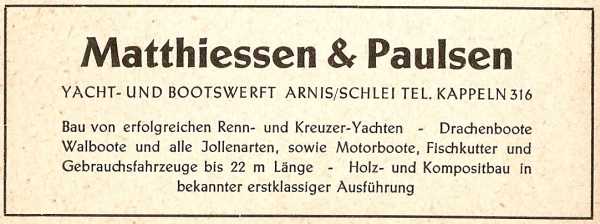 Matthiessen & Paulsen
YACHT- UND BOOTSWERFT ARNIS/SCHLEI TEL. KAPPELN 316
Bau von erfolgreichen Renn- und Kreuzer-Yachten - Drachenboote
Walboote und alle Jollenarten, sowie Motorboote, Fischkutter und
Gebrauchsfahrzeuge bis 22 m Länge - Holz- und Kompositbau in
bekannter erstklassiger Ausführung